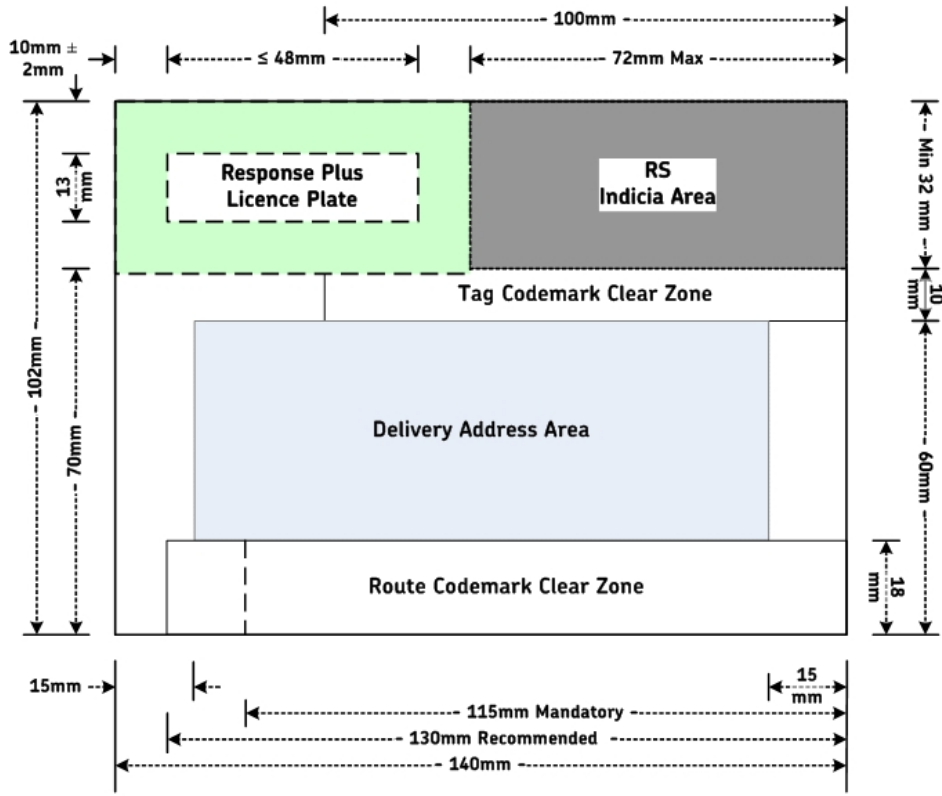 100mm
10mm ±
2mm
≤ 48mm
72mm Max
Response Plus
Licence Plate
RS
Indicia Area
13
mm
Min 32 mm
Tag Codemark Clear Zone
10
mm
102mm
70mm
Delivery Address Area
60mm
Route Codemark Clear Zone
18
mm
15mm
15
mm
115mm Mandatory
130mm Recommended
140mm